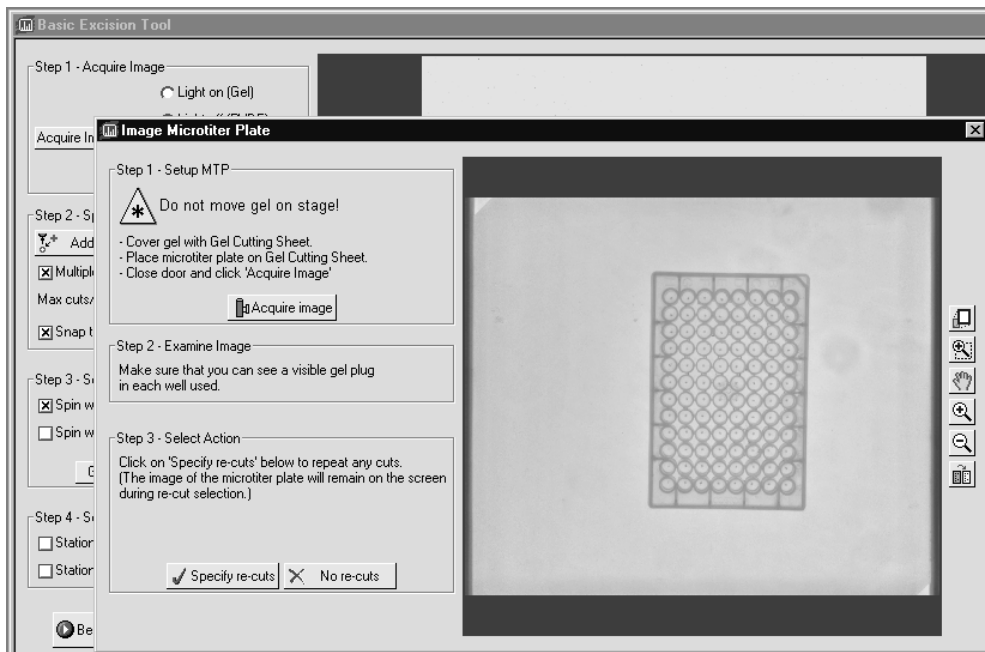 Basic Excision Tool
Step 1 - Acquire Image
Light on (Gel)
Acquire
Image Microtiter Plate
Step 1 - Setup MTP
Do not move gel on stage!
- Cover gel with Gel Cutting Sheet.
- Place microtiter plate on Gel Cutting Sheet.
- Close door and click 'Acquire Image'
Acquire image
Step 2 - Examine Image
Make sure that you can see a visible gel plug
in each well used.
Step 3 - Select Action
Click on 'Specify re-cuts' below to repeat any cuts.
(The image of the microtiter plate will remain on the screen
during re-cut selection.)
Specify re-cuts
No re-cuts
Step 2 - S
Add
Multiple
Max cuts/
Snap t
Step 3 - S
Spin w
Spin w
Step 4 - S
Station
Station
Be